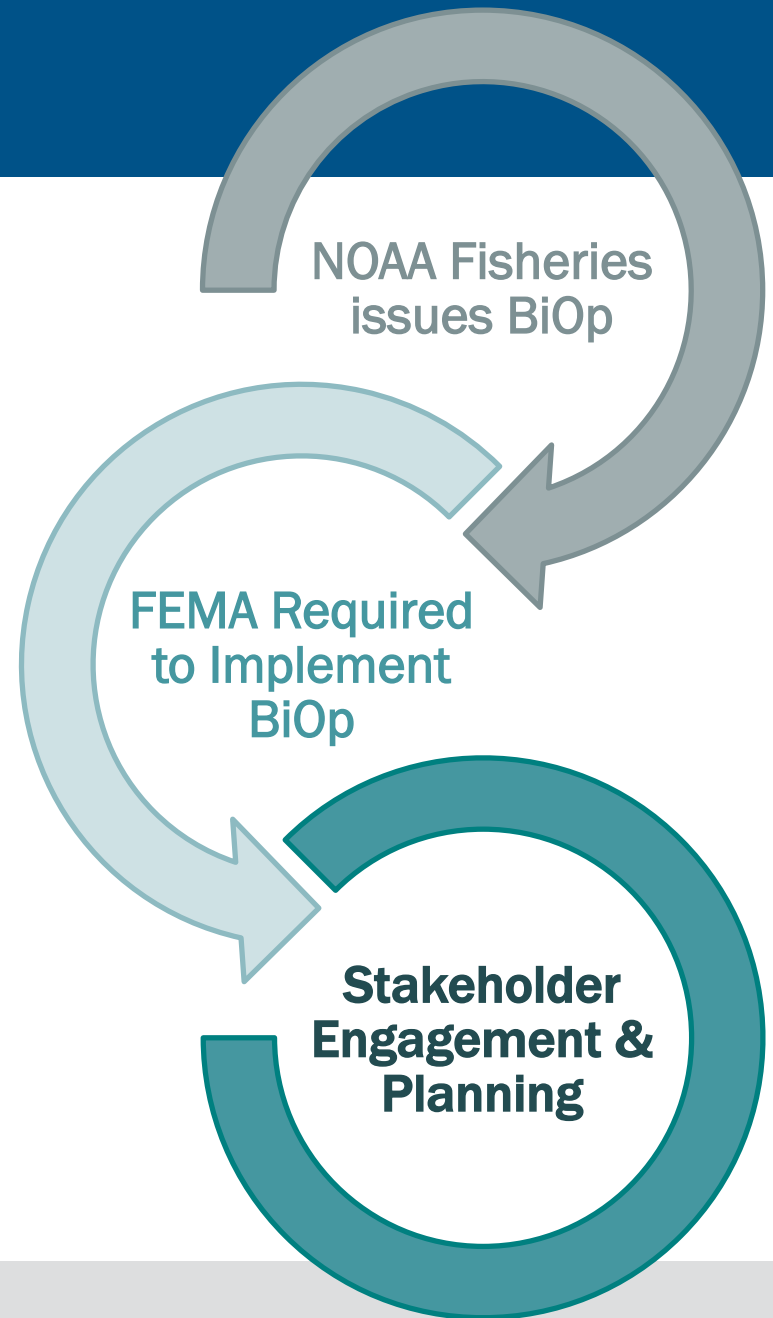 NOAA Fisheries
issues BiOp
FEMA Required
to Implement
BiOp
Stakeholder
Engagement &
Planning